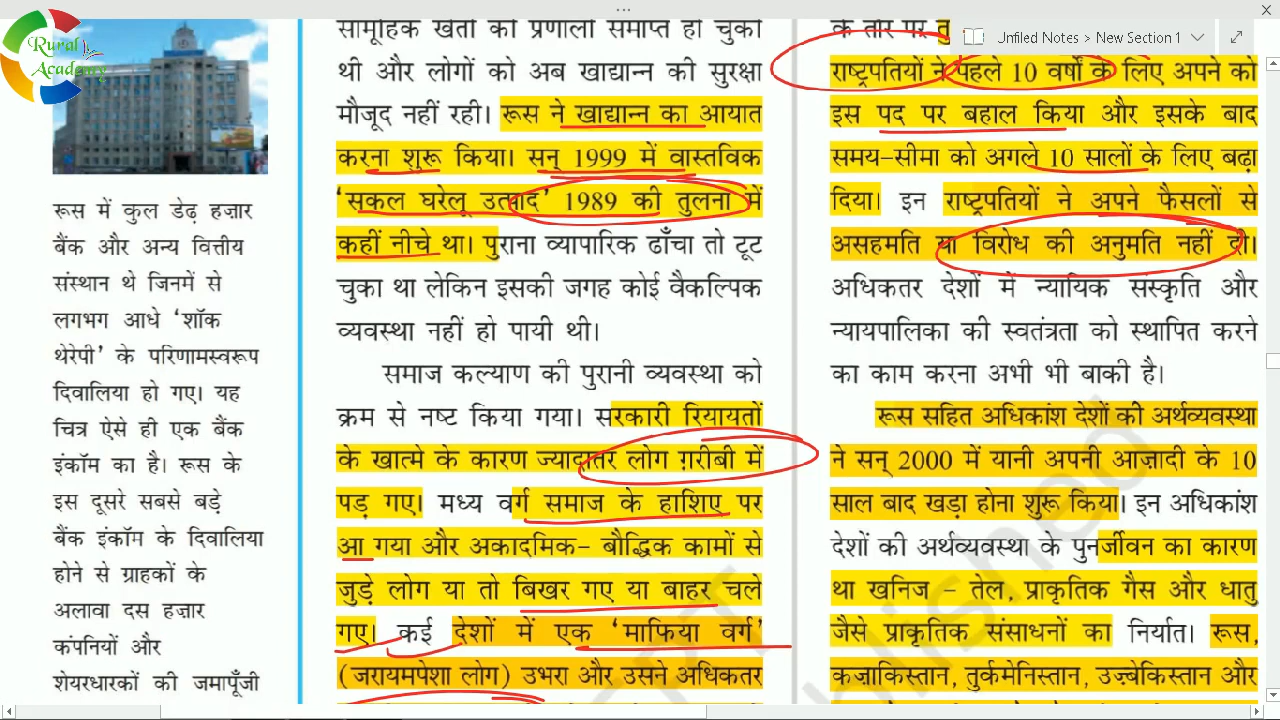 Rural
Academy
Jnfiled Notes > New Section 1
रूस में कुल डेढ़ हज़ार
बैंक और अन्य वित्तीय
संस्थान थे जिनमें से
लगभग आधे ‘शॉक
थेरेपी’ के परिणामस्वरूप
दिवालिया हो गए। यह
चित्र ऐसे ही एक बैंक
इंकॉम का है। रूस के
इस दूसरे सबसे बड़े
बैंक इंकॉम के दिवालिया
होने से ग्राहकों के
अलावा दस हज़ार
कंपनियों और
शेयरधारकों की जमापूँजी
सामूहिक खेती की प्रणाली समाप्त हो चुकी
थी और लोगों को अब खाद्यान्न की सुरक्षा
मौजूद नहीं रही। रूस ने खाद्यान्न का आयात
करना शुरू किया। सन् 1999 में वास्तविक
‘सकल घरेलू उत्पाद’ 1989 की तुलना में
कहीं नीचे था। पुराना व्यापारिक ढाँचा तो टूट
चुका था लेकिन इसकी जगह कोई वैकल्पिक
व्यवस्था नहीं हो पायी थी।
समाज कल्याण की पुरानी व्यवस्था को
क्रम से नष्ट किया गया। सरकारी रियायतों
के खात्मे के कारण ज्यादातर लोग ग़रीबी में
पड़ गए। मध्य वर्ग समाज के हाशिए पर
आ गया और अकादमिक- बौद्धिक कामों से
जुड़े लोग या तो बिखर गए या बाहर चले
गए। कई देशों में एक ‘माफिया वर्ग’
(जरायमपेशा लोग) उभरा और उसने अधिकतर
के तौर पर तु
राष्ट्रपतियों ने पहले 10 वर्षों के लिए अपने को
इस पद पर बहाल किया और इसके बाद
समय-सीमा को अगले 10 सालों के लिए बढ़ा
दिया। इन राष्ट्रपतियों ने अपने फैसलों से
असहमति या विरोध की अनुमति नहीं दी।
अधिकतर देशों में न्यायिक संस्कृति और
न्यायपालिका की स्वतंत्रता को स्थापित करने
का काम करना अभी भी बाकी है।
रूस सहित अधिकांश देशों की अर्थव्यवस्था
ने सन् 2000 में यानी अपनी आज़ादी के 10
साल बाद खड़ा होना शुरू किया। इन अधिकांश
देशों की अर्थव्यवस्था के पुनर्जीवन का कारण
था खनिज - तेल, प्राकृतिक गैस और धातु
जैसे प्राकृतिक संसाधनों का निर्यात। रूस,
कज़ाकिस्तान, तुर्कमेनिस्तान, उज़्बेकिस्तान और